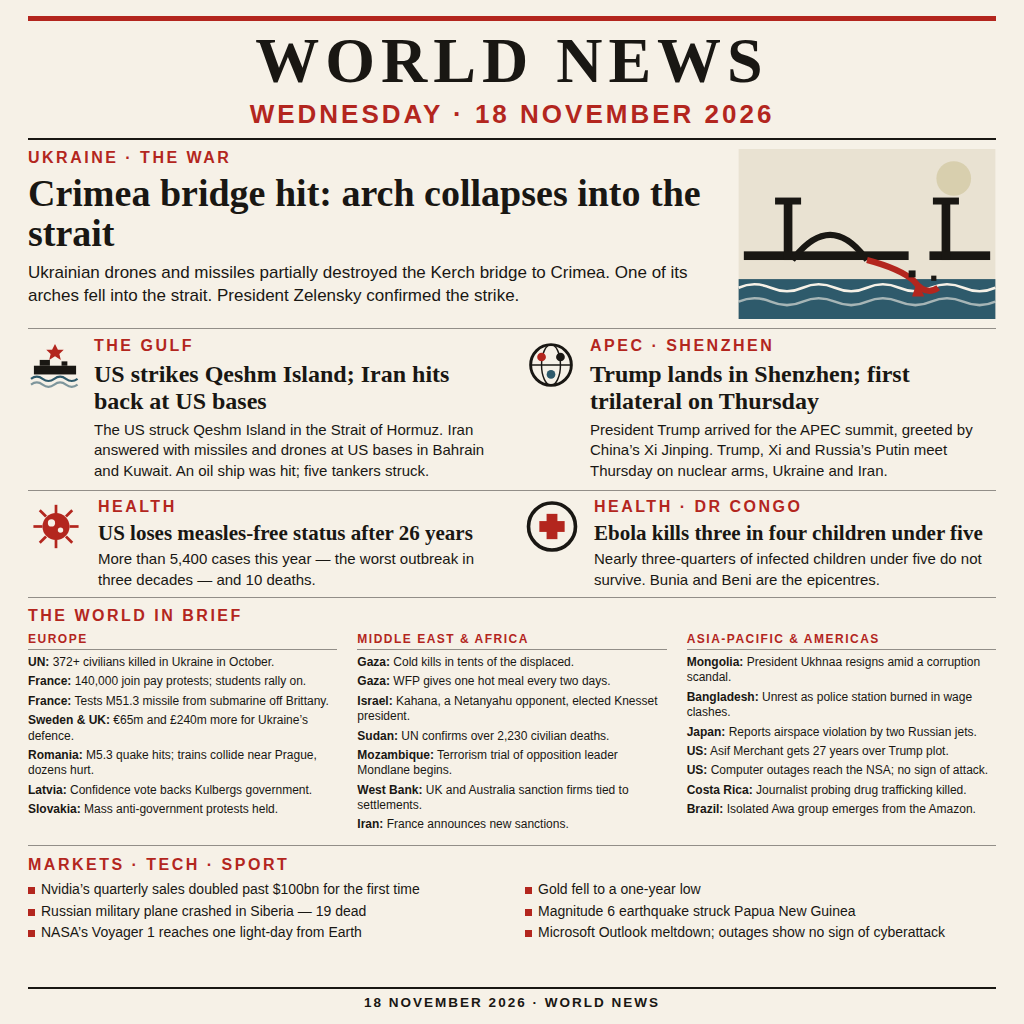 WORLD NEWS
WEDNESDAY · 18 NOVEMBER 2026
UKRAINE · THE WAR
Crimea bridge hit: arch collapses into the
strait
Ukrainian drones and missiles partially destroyed the Kerch bridge to Crimea. One of its
arches fell into the strait. President Zelensky confirmed the strike.
THE GULF
US strikes Qeshm Island; Iran hits
back at US bases
The US struck Qeshm Island in the Strait of Hormuz. Iran
answered with missiles and drones at US bases in Bahrain
and Kuwait. An oil ship was hit; five tankers struck.
APEC · SHENZHEN
Trump lands in Shenzhen; first
trilateral on Thursday
President Trump arrived for the APEC summit, greeted by
China’s Xi Jinping. Trump, Xi and Russia’s Putin meet
Thursday on nuclear arms, Ukraine and Iran.
HEALTH
US loses measles-free status after 26 years
More than 5,400 cases this year — the worst outbreak in
three decades — and 10 deaths.
HEALTH · DR CONGO
Ebola kills three in four children under five
Nearly three-quarters of infected children under five do not
survive. Bunia and Beni are the epicentres.
THE WORLD IN BRIEF
EUROPE
UN: 372+ civilians killed in Ukraine in October.
France: 140,000 join pay protests; students rally on.
France: Tests M51.3 missile from submarine off Brittany.
Sweden & UK: €65m and £240m more for Ukraine’s
defence.
Romania: M5.3 quake hits; trains collide near Prague,
dozens hurt.
Latvia: Confidence vote backs Kulbergs government.
Slovakia: Mass anti-government protests held.
MIDDLE EAST & AFRICA
Gaza: Cold kills in tents of the displaced.
Gaza: WFP gives one hot meal every two days.
Israel: Kahana, a Netanyahu opponent, elected Knesset
president.
Sudan: UN confirms over 2,230 civilian deaths.
Mozambique: Terrorism trial of opposition leader
Mondlane begins.
West Bank: UK and Australia sanction firms tied to
settlements.
Iran: France announces new sanctions.
ASIA-PACIFIC & AMERICAS
Mongolia: President Ukhnaa resigns amid a corruption
scandal.
Bangladesh: Unrest as police station burned in wage
clashes.
Japan: Reports airspace violation by two Russian jets.
US: Asif Merchant gets 27 years over Trump plot.
US: Computer outages reach the NSA; no sign of attack.
Costa Rica: Journalist probing drug trafficking killed.
Brazil: Isolated Awa group emerges from the Amazon.
MARKETS · TECH · SPORT
Nvidia’s quarterly sales doubled past $100bn for the first time
Russian military plane crashed in Siberia — 19 dead
NASA’s Voyager 1 reaches one light-day from Earth
Gold fell to a one-year low
Magnitude 6 earthquake struck Papua New Guinea
Microsoft Outlook meltdown; outages show no sign of cyberattack
18 NOVEMBER 2026 · WORLD NEWS